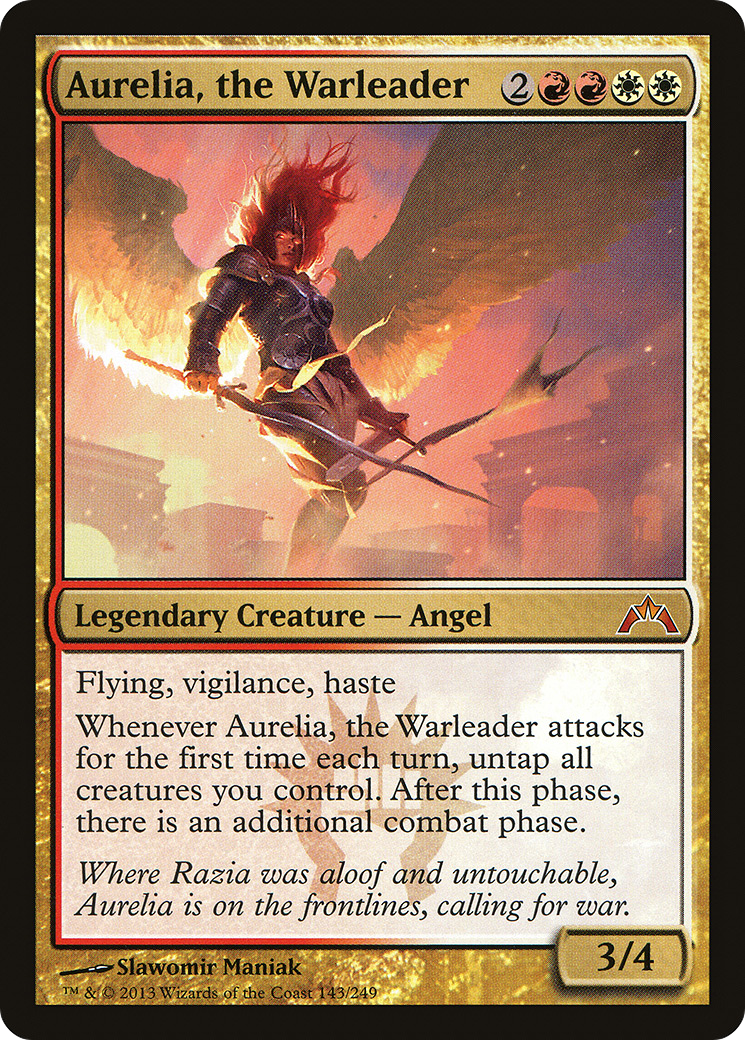 Aurelia, the Warleader 2
Legendary Creature — Angel
Flying, vigilance, haste
Whenever Aurelia, the Warleader attacks
for the first time each turn, untap all
creatures you control. After this phase,
there is an additional combat phase.
Where Razia was aloof and untouchable,
Aurelia is on the frontlines, calling for war.
3/4
Slawomir Maniak
™ & © 2013 Wizards of the Coast 143/249